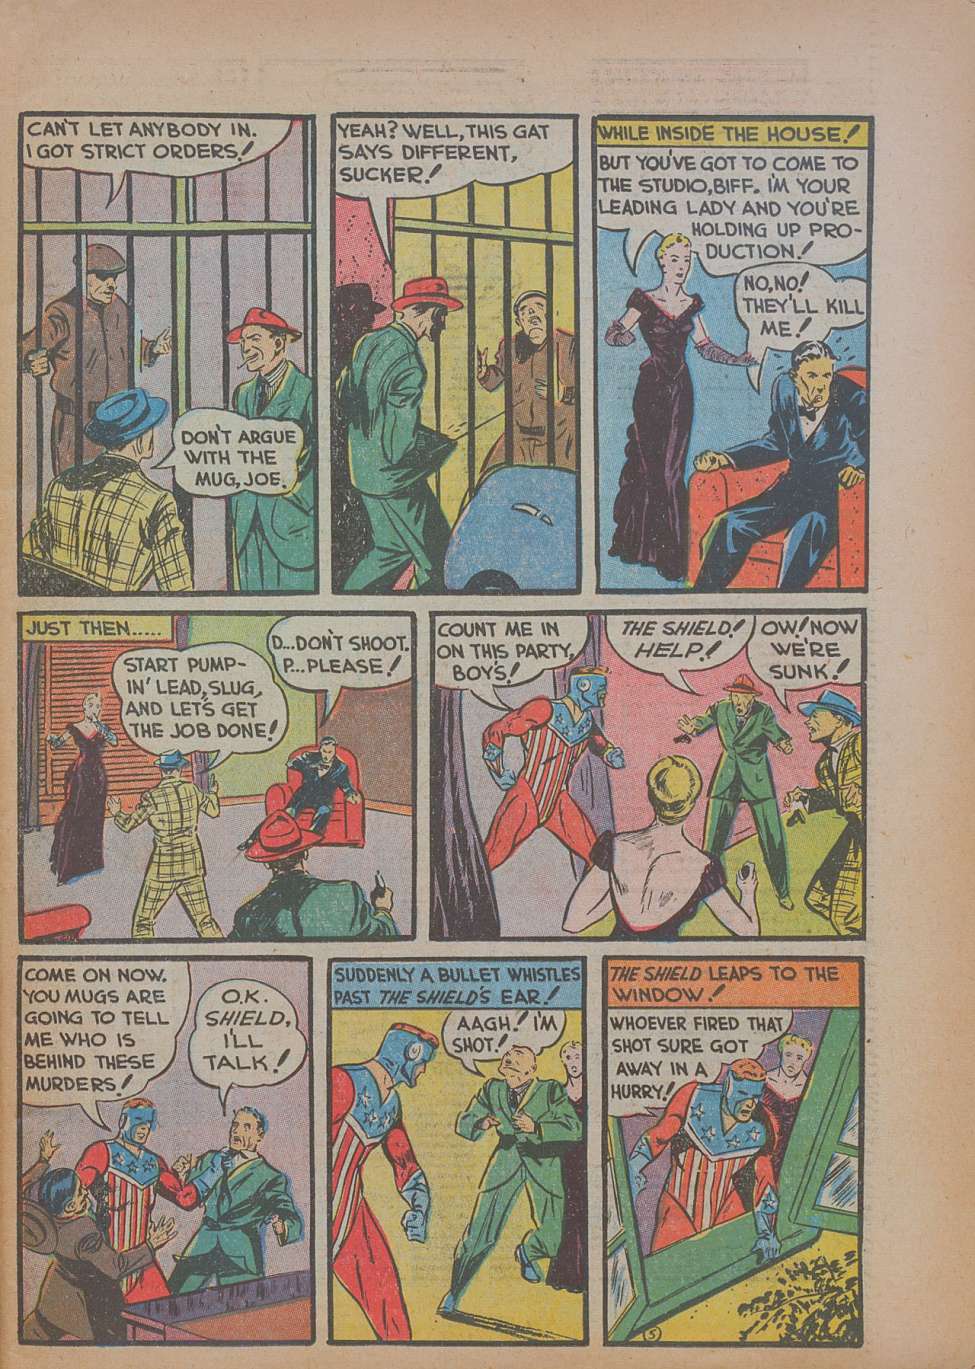 CAN'T LET ANYBODY IN.
I GOT STRICT ORDERS!
DON'T ARGUE
WITH THE
MUG, JOE.
YEAH? WELL, THIS GAT
SAYS DIFFERENT,
SUCKER!
WHILE INSIDE THE HOUSE!
BUT YOU'VE GOT TO COME TO
THE STUDIO, BIFF. I'M YOUR
LEADING LADY AND YOU'RE
HOLDING UP PRO-
DUCTION!
NO, NO!
THEY'LL KILL
ME!
JUST THEN.....
START PUMP-
IN' LEAD, SLUG,
AND LET'S GET
THE JOB DONE!
D...DON'T SHOOT.
P...PLEASE!
COUNT ME IN
ON THIS PARTY,
BOY'S!
THE SHIELD!
HELP!
OW! NOW
WE'RE
SUNK!
COME ON NOW.
YOU MUGS ARE
GOING TO TELL
ME WHO IS
BEHIND THESE
MURDERS!
O.K.
SHIELD,
I'LL
TALK!
SUDDENLY A BULLET WHISTLES
PAST THE SHIELD'S EAR!
AAGH! I'M
SHOT!
THE SHIELD LEAPS TO THE
WINDOW!
WHOEVER FIRED THAT
SHOT SURE GOT
AWAY IN A
HURRY!
5